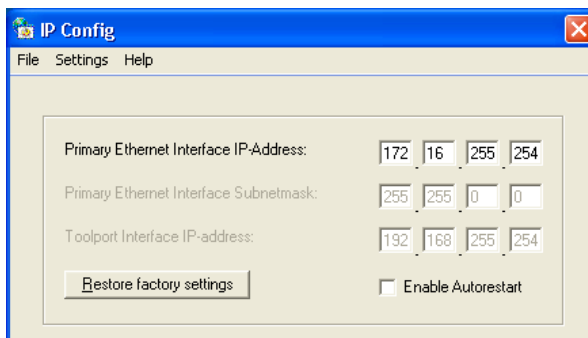 IP Config
File Settings Help
Primary Ethernet Interface IP-Address: 172 . 16 . 255 . 254
Primary Ethernet Interface Subnetmask: 255 . 255 . 0 . 0
Toolport Interface IP-address: 192 . 168 . 255 . 254
Restore factory settings Enable Autorestart